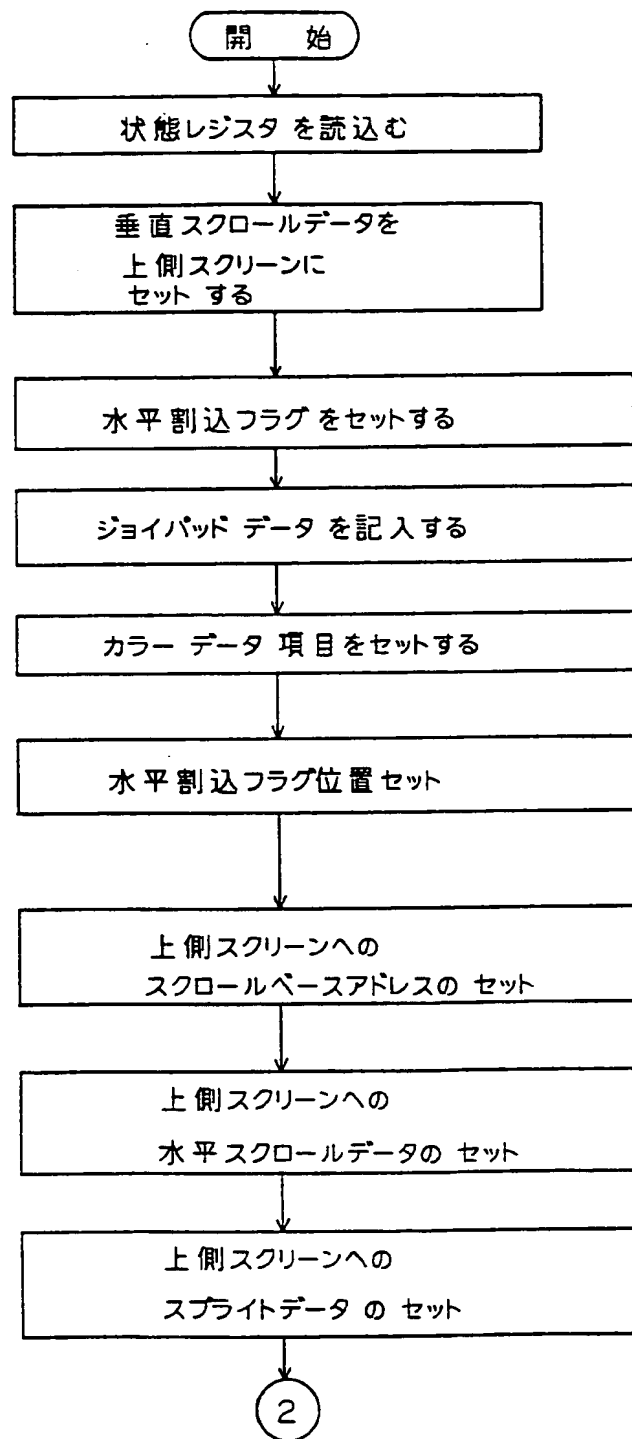 開 始
状態レジスタ を読込む
垂直スクロールデータを
上側スクリーンに
セット する
水平割込フラグをセットする
ジョイパッド データ を記入する
カラー データ 項目をセットする
水平割込フラグ位置セット
上側スクリーンへの
スクロールベースアドレスの セット
上側スクリーンへの
水平スクロールデータの セット
上側スクリーンへの
スプライトデータ の セット
2